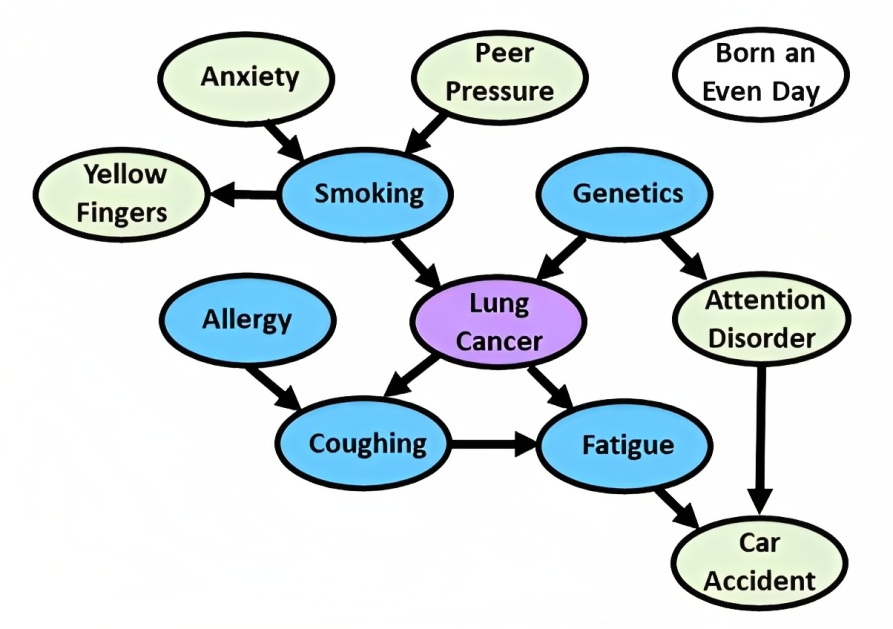 Anxiety
Peer
Pressure
Born an
Even Day
Yellow
Fingers
Smoking
Genetics
Allergy
Lung
Cancer
Attention
Disorder
Coughing
Fatigue
Car
Accident